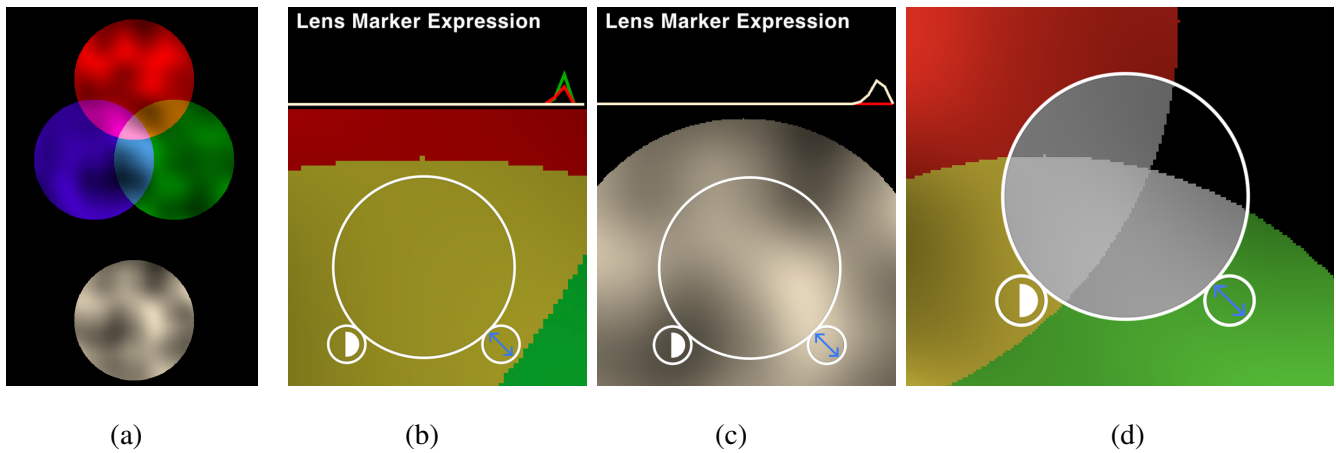 Lens Marker Expression
Lens Marker Expression
(a)
(b)
(c)
(d)